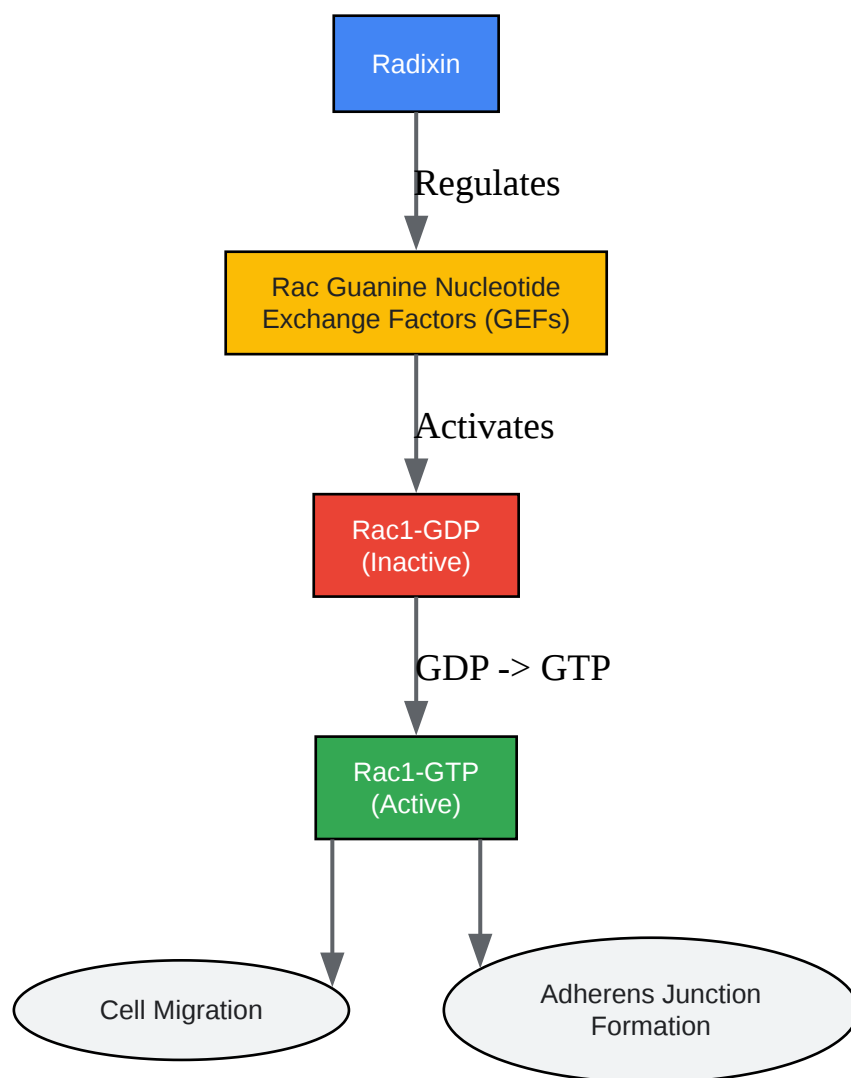 Radixin
Regulates
Rac Guanine Nucleotide
Exchange Factors (GEFs)
Activates
Rac1-GDP
(Inactive)
GDP -> GTP
Rac1-GTP
(Active)
Cell Migration
Adherens Junction
Formation